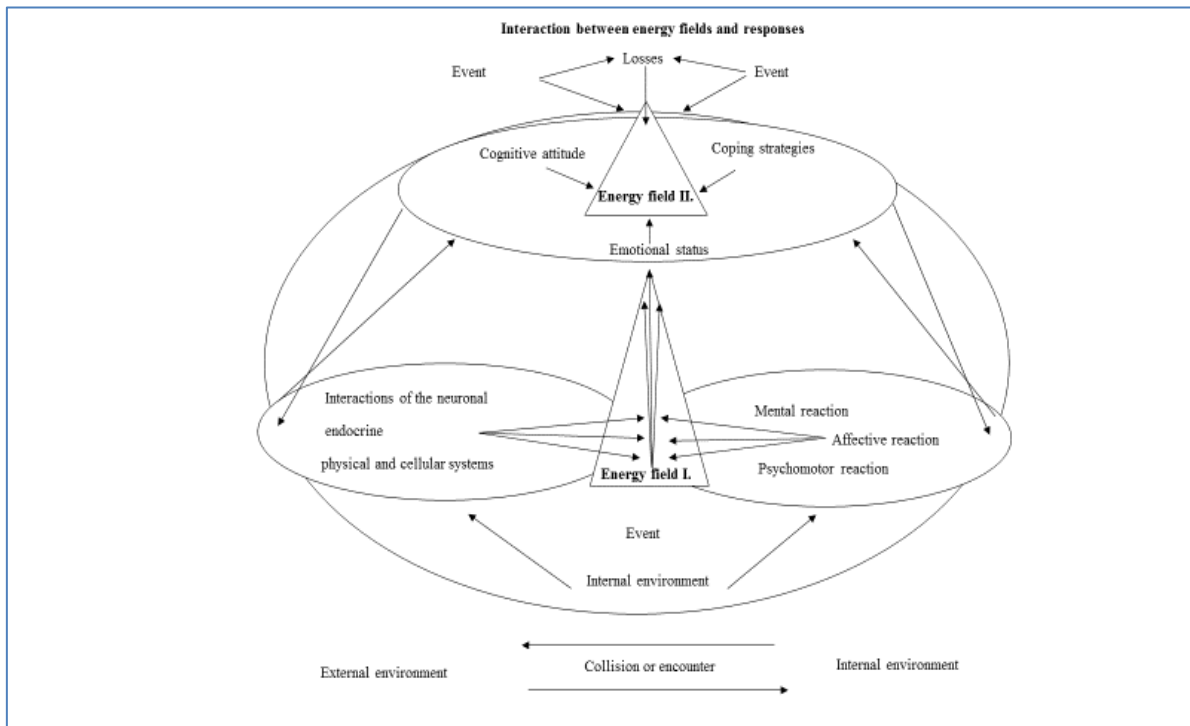 Interaction between energy fields and responses
Losses
Event
Event
Cognitive attitude
Coping strategies
Energy field II.
Emotional status
Interactions of the neuronal
endocrine
physical and cellular systems
Mental reaction
Affective reaction
Psychomotor reaction
Energy field I.
Event
Internal environment
External environment
Collision or encounter
Internal environment